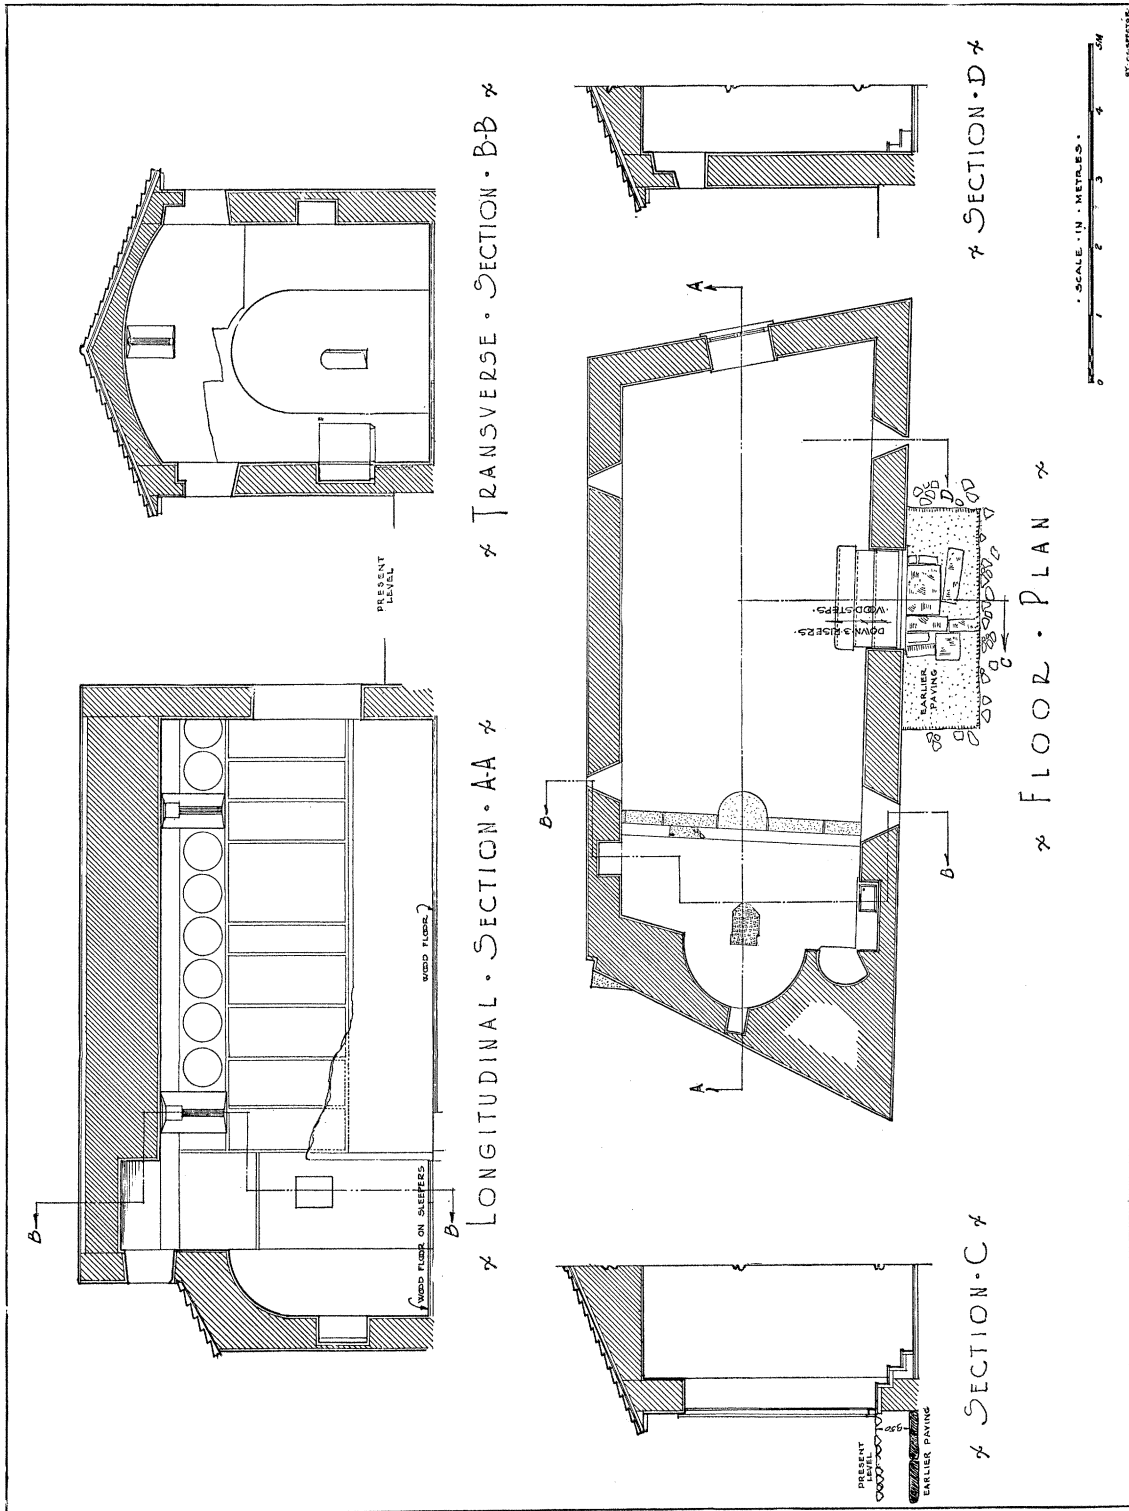 PRESENT
LEVEL
TRANSVERSE · SECTION · B-B
B
B
WOOD FLOOR ON SLEEPERS
WOOD FLOOR
LONGITUDINAL · SECTION · A-A
SECTION · D
A
A
B
B
D
C
DOWN·3·RISERS·
·WOOD·STEPS·
EARLIER
PAVING
FLOOR · PLAN
PRESENT
LEVEL
.950
EARLIER PAVING
SECTION · C
· SCALE · IN · METRES ·
0 1 2 3 4 5M